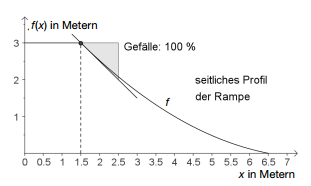 f(x) in Metern
3
Gefälle: 100 %
2
seitliches Profil
der Rampe
f
1
0 0.5 1 1.5 2 2.5 3 3.5 4 4.5 5 5.5 6 6.5 7
x in Metern